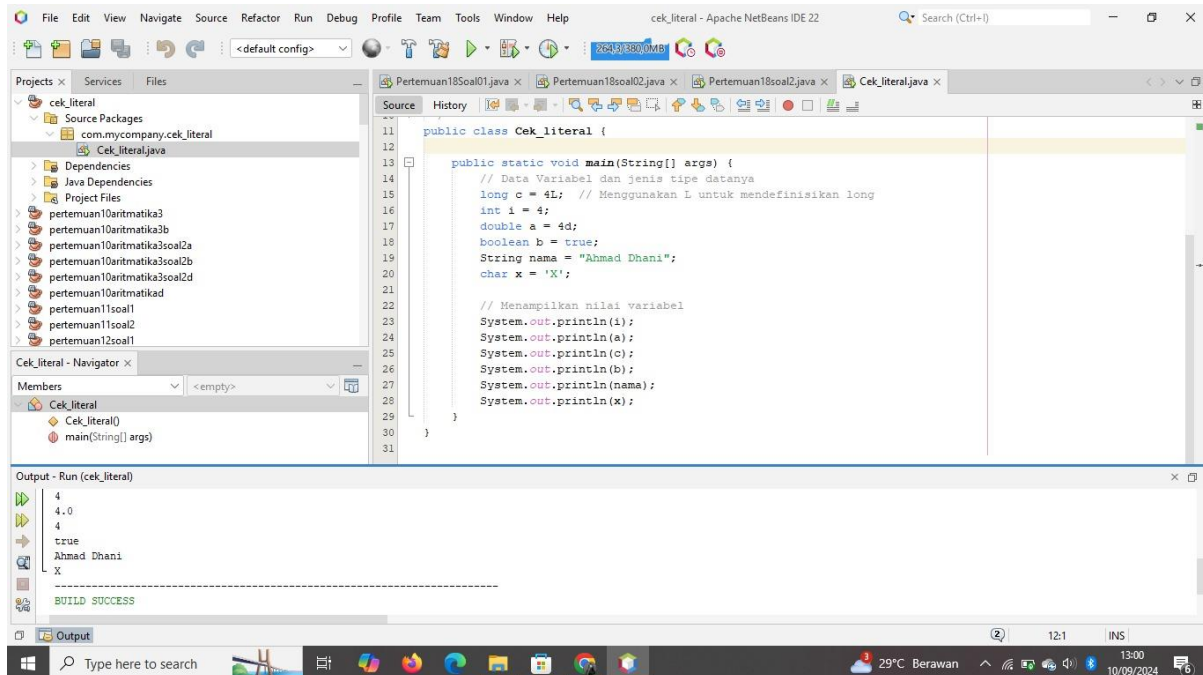 File Edit View Navigate Source Refactor Run Debug Profile Team Tools Window Help cek_literal - Apache NetBeans IDE 22 Search (Ctrl+I)
<default config> 264,3/380,0MB
Projects Services Files
cek_literal
Source Packages
com.mycompany.cek_literal
Cek_literal.java
Dependencies
Java Dependencies
Project Files
pertemuan10aritmatika3
pertemuan10aritmatika3b
pertemuan10aritmatika3soal2a
pertemuan10aritmatika3soal2b
pertemuan10aritmatika3soal2d
pertemuan10aritmatikad
pertemuan11soal1
pertemuan11soal2
pertemuan12soal1
Cek_literal - Navigator
Members <empty>
Cek_literal
Cek_literal()
main(String[] args)
Pertemuan18Soal01.java Pertemuan18soal02.java Pertemuan18soal2.java Cek_literal.java
Source History
11 public class Cek_literal {
12
13 public static void main(String[] args) {
14 // Data Variabel dan jenis tipe datanya
15 long c = 4L; // Menggunakan L untuk mendefinisikan long
16 int i = 4;
17 double a = 4d;
18 boolean b = true;
19 String nama = "Ahmad Dhani";
20 char x = 'X';
21
22 // Menampilkan nilai variabel
23 System.out.println(i);
24 System.out.println(a);
25 System.out.println(c);
26 System.out.println(b);
27 System.out.println(nama);
28 System.out.println(x);
29 }
30 }
31
Output - Run (cek_literal)
4
4.0
4
true
Ahmad Dhani
X
------------------------------------------------------------------------
BUILD SUCCESS
Output 2 12:1 INS
Type here to search 3 29°C Berawan 13:00
10/09/2024 6